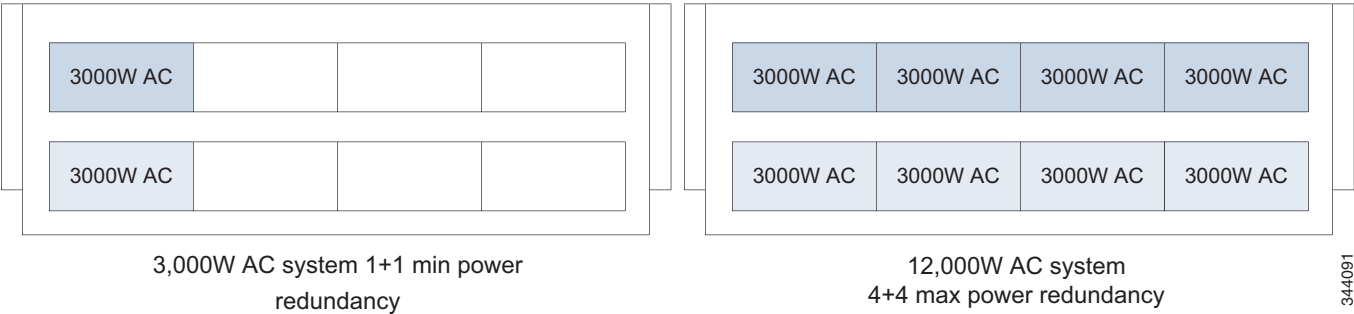 3000W AC
3000W AC
3,000W AC system 1+1 min power
redundancy
3000W AC 3000W AC 3000W AC 3000W AC
3000W AC 3000W AC 3000W AC 3000W AC
12,000W AC system
4+4 max power redundancy
344091